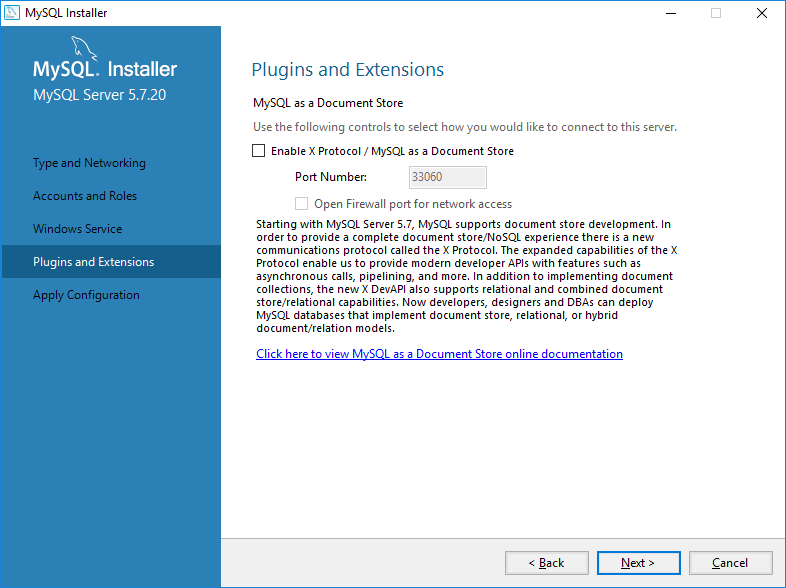 MySQL Installer
MySQL. Installer
MySQL Server 5.7.20
Type and Networking
Accounts and Roles
Windows Service
Plugins and Extensions
Apply Configuration
Plugins and Extensions
MySQL as a Document Store
Use the following controls to select how you would like to connect to this server.
Enable X Protocol / MySQL as a Document Store
Port Number: 33060
Open Firewall port for network access
Starting with MySQL Server 5.7, MySQL supports document store development. In
order to provide a complete document store/NoSQL experience there is a new
communications protocol called the X Protocol. The expanded capabilities of the X
Protocol enable us to provide modern developer APIs with features such as
asynchronous calls, pipelining, and more. In addition to implementing document
collections, the new X DevAPI also supports relational and combined document
store/relational capabilities. Now developers, designers and DBAs can deploy
MySQL databases that implement document store, relational, or hybrid
document/relation models.
Click here to view MySQL as a Document Store online documentation
< Back Next > Cancel